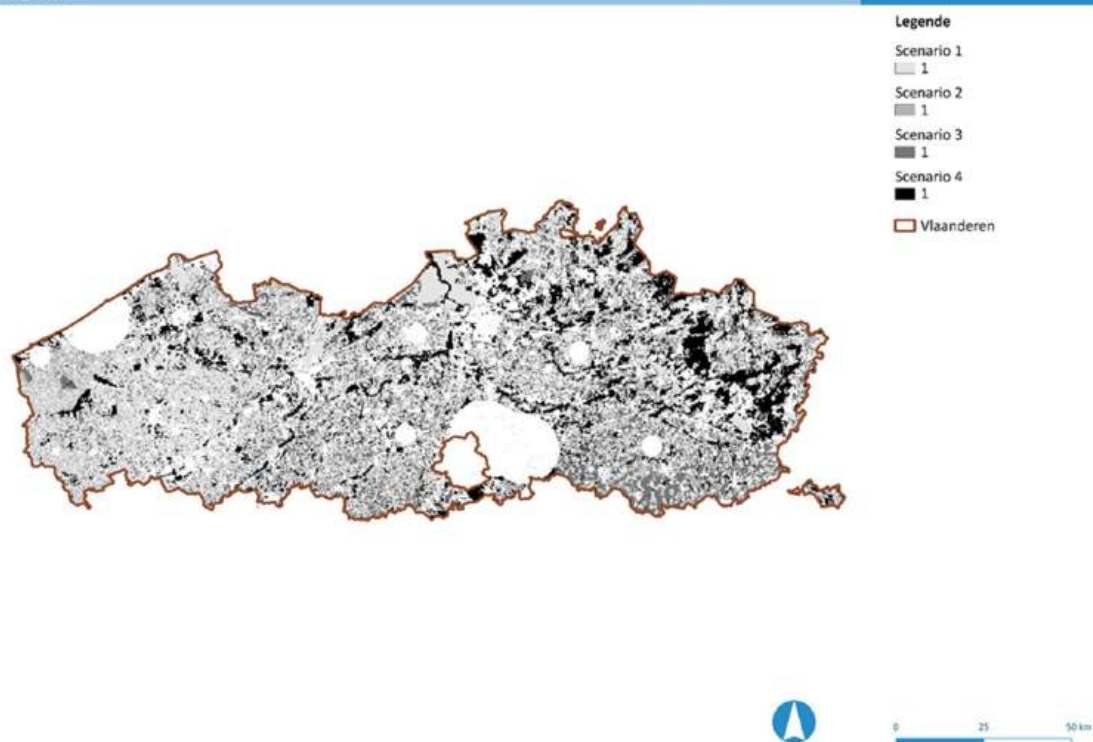 Legende
Scenario 1
1
Scenario 2
1
Scenario 3
1
Scenario 4
1
Vlaanderen
0 25 50 km